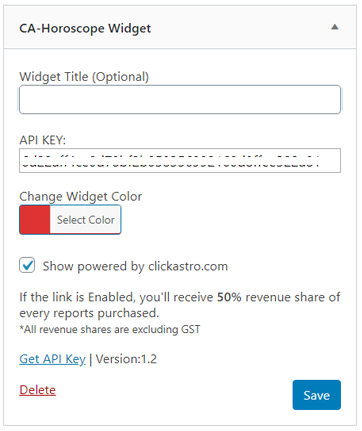 CA-Horoscope Widget
Widget Title (Optional)
API KEY:
Change Widget Color
Select Color
Show powered by clickastro.com
If the link is Enabled, you'll receive 50% revenue share of
every reports purchased.
*All revenue shares are excluding GST
Get API Key | Version:1.2
Delete
Save